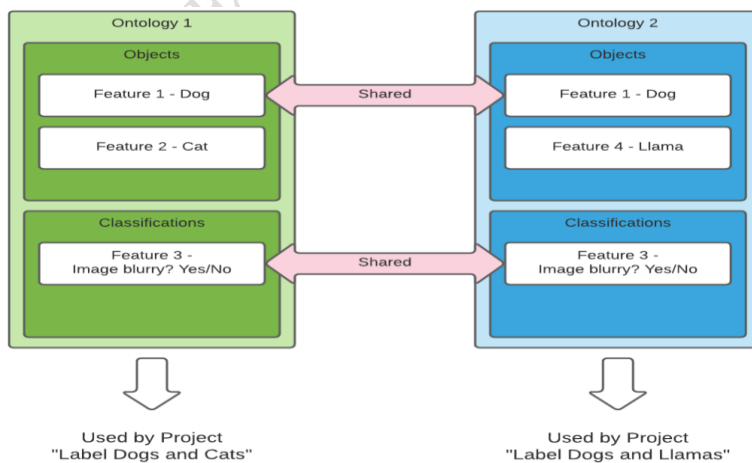 Ontology 1
Objects
Feature 1 - Dog
Feature 2 - Cat
Classifications
Feature 3 -
Image blurry? Yes/No
Shared
Shared
Ontology 2
Objects
Feature 1 - Dog
Feature 4 - Llama
Classifications
Feature 3 -
Image blurry? Yes/No
Used by Project
"Label Dogs and Cats"
Used by Project
"Label Dogs and Llamas"